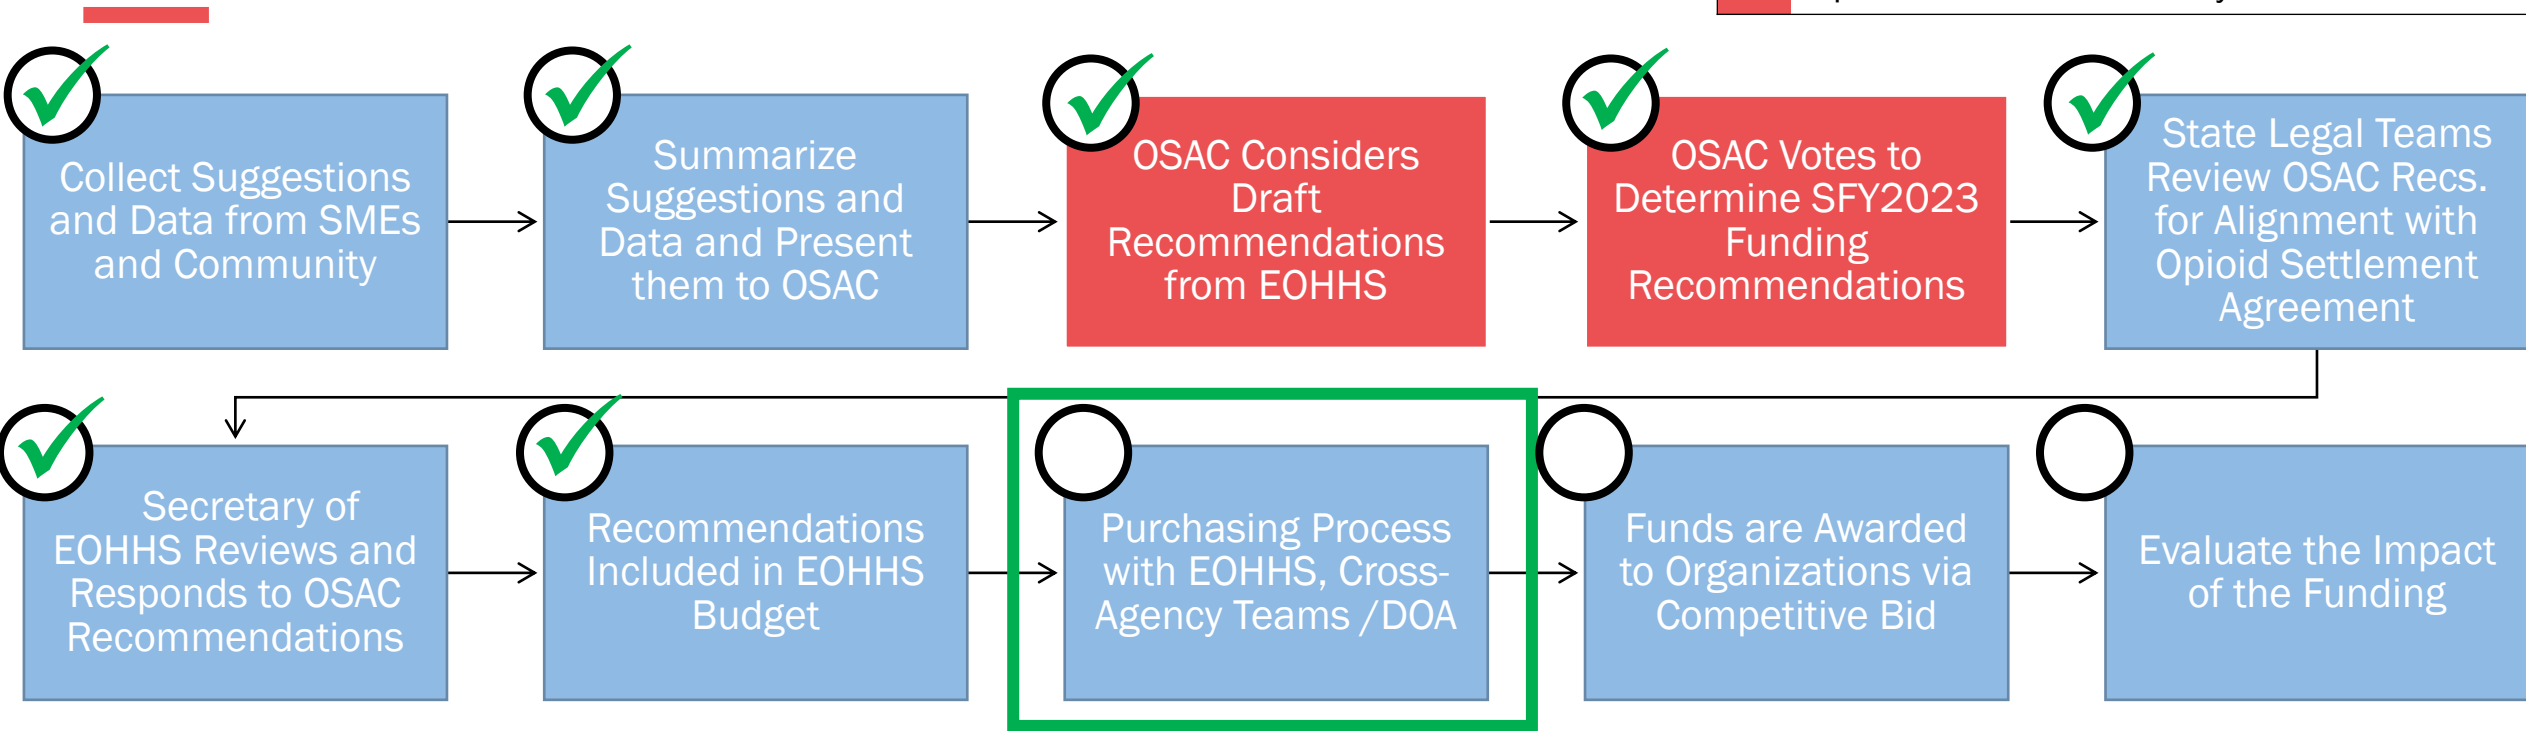 Collect Suggestions
and Data from SMEs
and Community
Summarize
Suggestions and
Data and Present
them to OSAC
OSAC Considers
Draft
Recommendations
from EOHHS
OSAC Votes to
Determine SFY2023
Funding
Recommendations
State Legal Teams
Review OSAC Recs.
for Alignment with
Opioid Settlement
Agreement
Secretary of
EOHHS Reviews and
Responds to OSAC
Recommendations
Recommendations
Included in EOHHS
Budget
Purchasing Process
with EOHHS, Cross-
Agency Teams /DOA
Funds are Awarded
to Organizations via
Competitive Bid
Evaluate the Impact
of the Funding